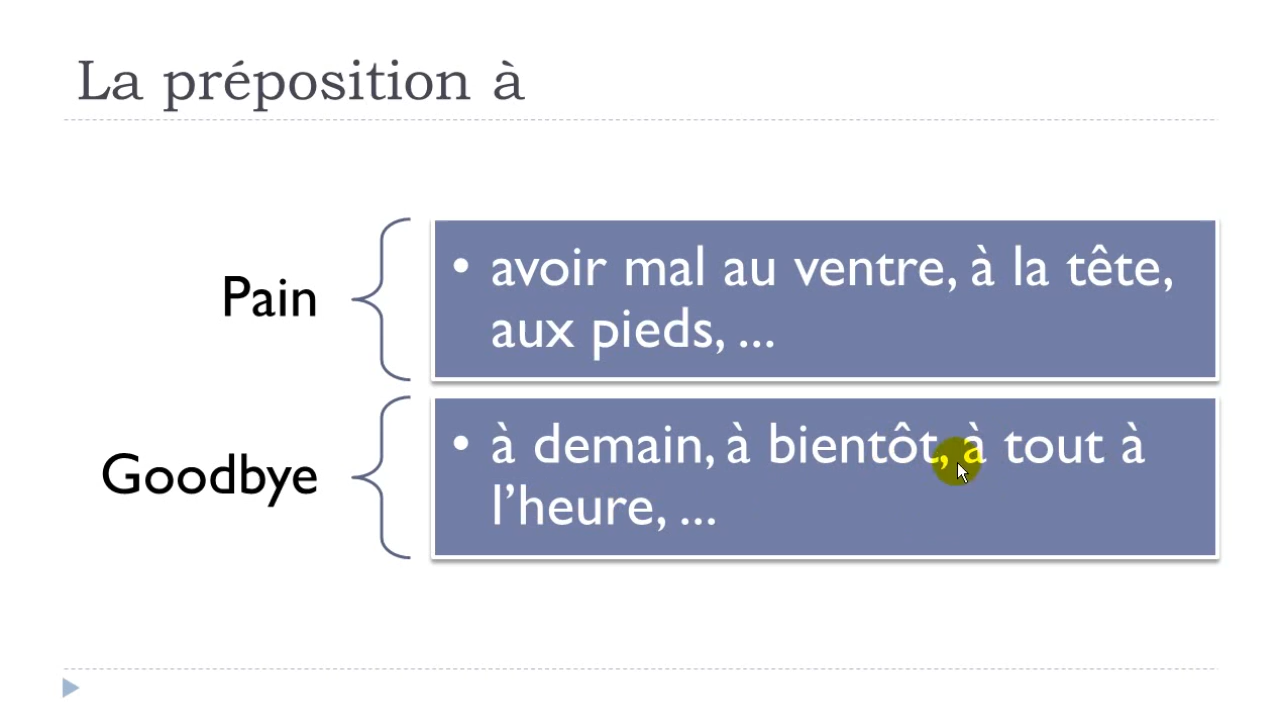 La préposition à
Pain
• avoir mal au ventre, à la tête,
aux pieds, ...
Goodbye
• à demain, à bientôt, à tout à
l’heure, ...